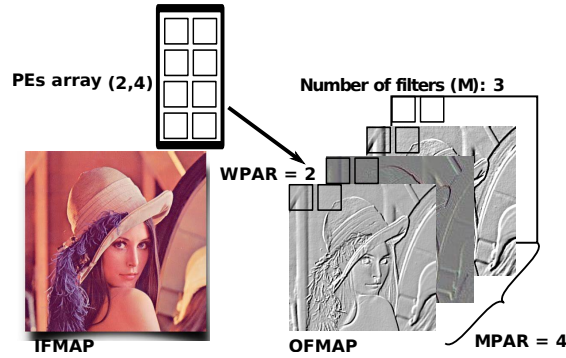 PEs array (2,4)
Number of filters (M): 3
WPAR = 2
IFMAP
OFMAP
MPAR = 4